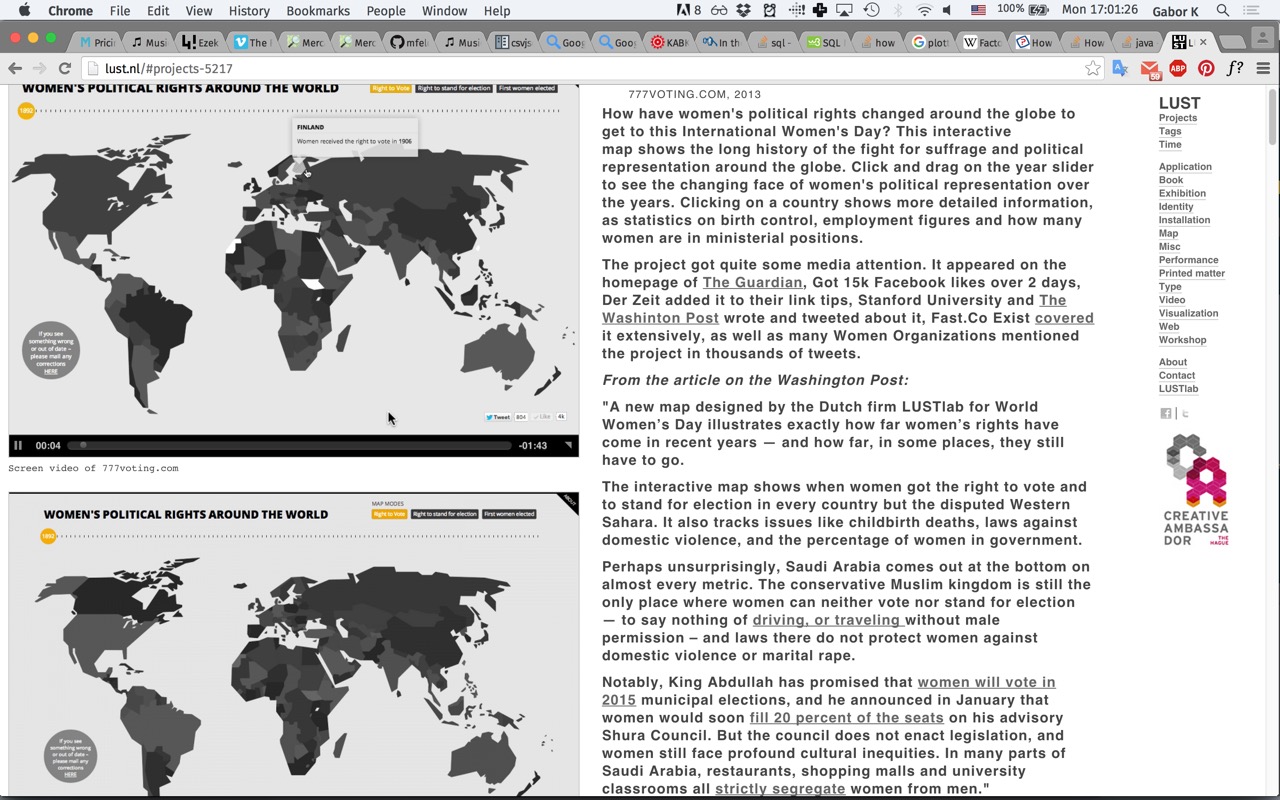 Chrome File Edit View History Bookmarks People Window Help
8 100% Mon 17:01:26 Gabor K
Pricin
Musi
Ezek
The
Merc
Merc
mfel
Musi
csvjs
Goog
Goog
KABK
In th
sql -
SQL
how
plott
Facto
How
How
java
lust.nl/#projects-5217
59
ABP
f?
WOMEN'S POLITICAL RIGHTS AROUND THE WORLD
Right to Vote
Right to stand for election
First women elected
1892
FINLAND
Women received the right to vote in 1906
If you see
something wrong
or out of date –
please mail any
corrections
HERE
Tweet 804 Like 4k
00:04 -01:43
Screen video of 777voting.com
MAP MODES
ABOUT
WOMEN'S POLITICAL RIGHTS AROUND THE WORLD
Right to Vote
Right to stand for election
First women elected
1892
If you see
something wrong
or out of date –
please mail any
corrections
HERE
777VOTING.COM, 2013
How have women's political rights changed around the globe to
get to this International Women's Day? This interactive
map shows the long history of the fight for suffrage and political
representation around the globe. Click and drag on the year slider
to see the changing face of women's political representation over
the years. Clicking on a country shows more detailed information,
as statistics on birth control, employment figures and how many
women are in ministerial positions.
The project got quite some media attention. It appeared on the
homepage of The Guardian, Got 15k Facebook likes over 2 days,
Der Zeit added it to their link tips, Stanford University and The
Washinton Post wrote and tweeted about it, Fast.Co Exist covered
it extensively, as well as many Women Organizations mentioned
the project in thousands of tweets.
From the article on the Washington Post:
"A new map designed by the Dutch firm LUSTlab for World
Women’s Day illustrates exactly how far women’s rights have
come in recent years — and how far, in some places, they still
have to go.
The interactive map shows when women got the right to vote and
to stand for election in every country but the disputed Western
Sahara. It also tracks issues like childbirth deaths, laws against
domestic violence, and the percentage of women in government.
Perhaps unsurprisingly, Saudi Arabia comes out at the bottom on
almost every metric. The conservative Muslim kingdom is still the
only place where women can neither vote nor stand for election
— to say nothing of driving, or traveling without male
permission – and laws there do not protect women against
domestic violence or marital rape.
Notably, King Abdullah has promised that women will vote in
2015 municipal elections, and he announced in January that
women would soon fill 20 percent of the seats on his advisory
Shura Council. But the council does not enact legislation, and
women still face profound cultural inequities. In many parts of
Saudi Arabia, restaurants, shopping malls and university
classrooms all strictly segregate women from men."
LUST
Projects
Tags
Time
Application
Book
Exhibition
Identity
Installation
Map
Misc
Performance
Printed matter
Type
Video
Visualization
Web
Workshop
About
Contact
LUSTlab
CREATIVE
AMBASSA
DOR THE
HAGUE